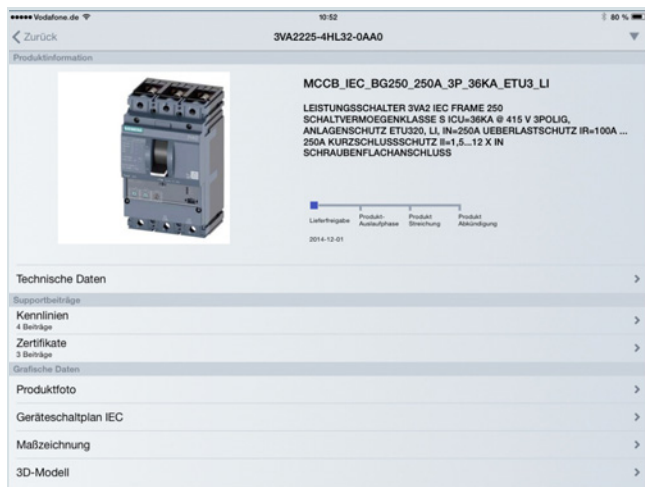 Vodafone.de
10:52
80 %
Zurück
3VA2225-4HL32-0AA0
Produktinformation
MCCB_IEC_BG250_250A_3P_36KA_ETU3_LI
LEISTUNGSSCHALTER 3VA2 IEC FRAME 250
SCHALTVERMOEGENKLASSE S ICU=36KA @ 415 V 3POLIG,
ANLAGENSCHUTZ ETU320, LI, IN=250A UEBERLASTSCHUTZ IR=100A ...
250A KURZSCHLUSSSCHUTZ II=1,5...12 X IN
SCHRAUBENFLACHANSCHLUSS
SIEMENS
Lieferfreigabe
Produkt-
Auslaufphase
Produkt
Streichung
Produkt
Abkündigung
2014-12-01
Technische Daten
Supportbeiträge
Kennlinien
4 Beiträge
Zertifikate
3 Beiträge
Grafische Daten
Produktfoto
Geräteschaltplan IEC
Maßzeichnung
3D-Modell